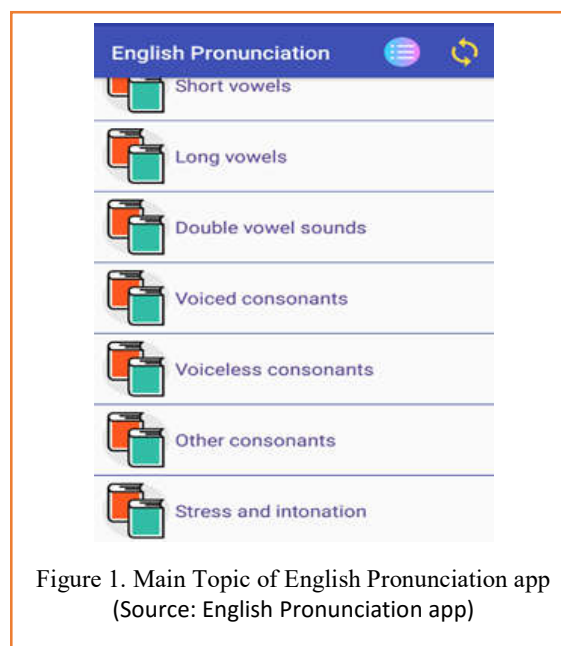 English Pronunciation
Short vowels
Long vowels
Double vowel sounds
Voiced consonants
Voiceless consonants
Other consonants
Stress and intonation
Figure 1. Main Topic of English Pronunciation app
(Source: English Pronunciation app)